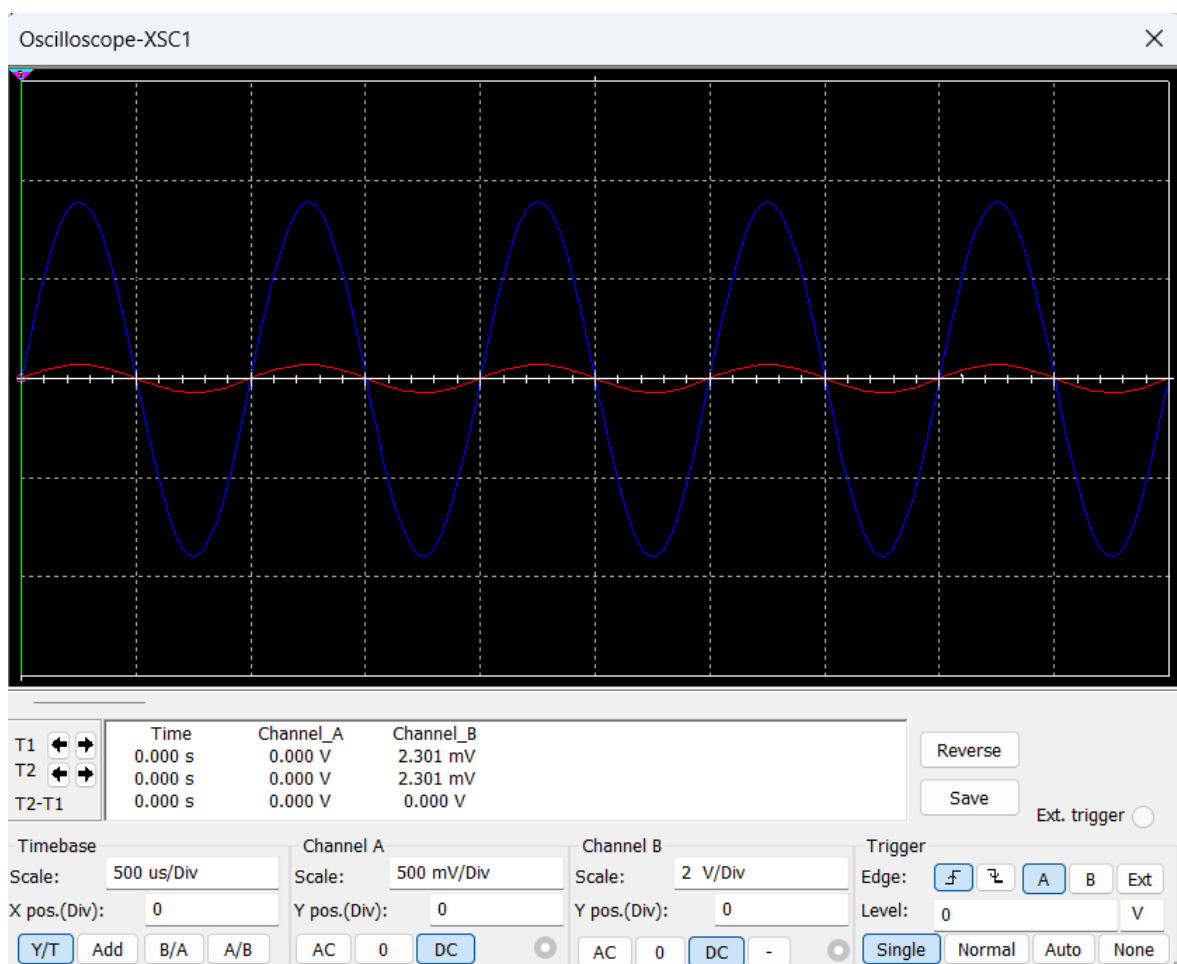 Oscilloscope-XSC1
Time Channel_A Channel_B
T1 0.000 s 0.000 V 2.301 mV
T2 0.000 s 0.000 V 2.301 mV
T2-T1 0.000 s 0.000 V 0.000 V
Reverse
Save
Ext. trigger
Timebase
Scale: 500 us/Div
X pos.(Div): 0
Y/T Add B/A A/B
Channel A
Scale: 500 mV/Div
Y pos.(Div): 0
AC 0 DC
Channel B
Scale: 2 V/Div
Y pos.(Div): 0
AC 0 DC -
Trigger
Edge: A B Ext
Level: 0 V
Single Normal Auto None